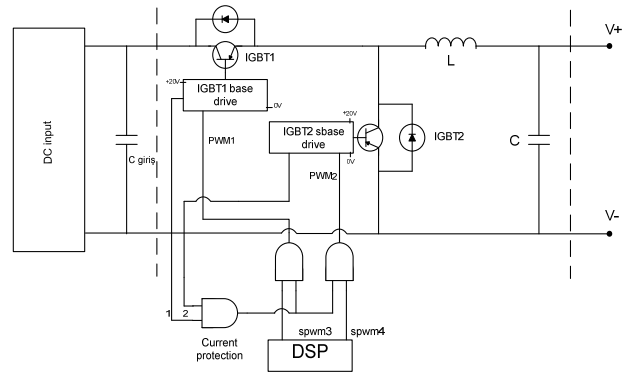 DC input
C giriş
IGBT1
+20V
IGBT1 base
drive
0V
PWM1
+20V
IGBT2 sbase
drive
0V
PWM2
IGBT2
L
C
V+
V-
1
2
Current
protection
spwm3
spwm4
DSP